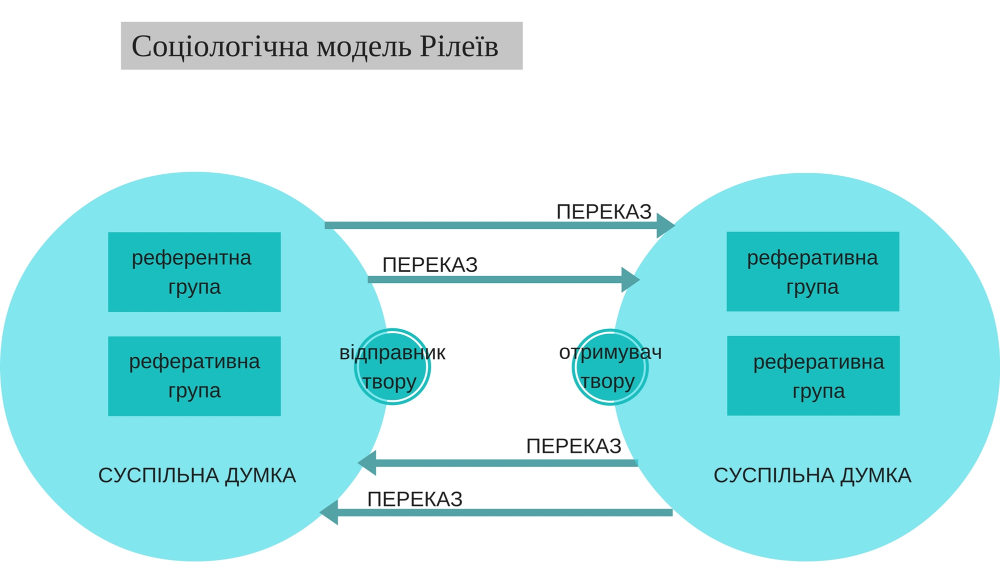 Соціологічна модель Рілеїв
ПЕРЕКАЗ
ПЕРЕКАЗ
референтна
група
реферативна
група
СУСПІЛЬНА ДУМКА
відправник
твору
отримувач
твору
реферативна
група
реферативна
група
СУСПІЛЬНА ДУМКА
ПЕРЕКАЗ
ПЕРЕКАЗ